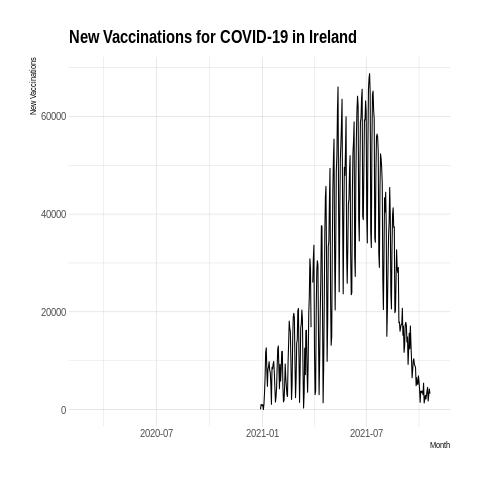 New Vaccinations for COVID-19 in Ireland
New Vaccinations
60000
40000
20000
0
2020-07
2021-01
2021-07
Month